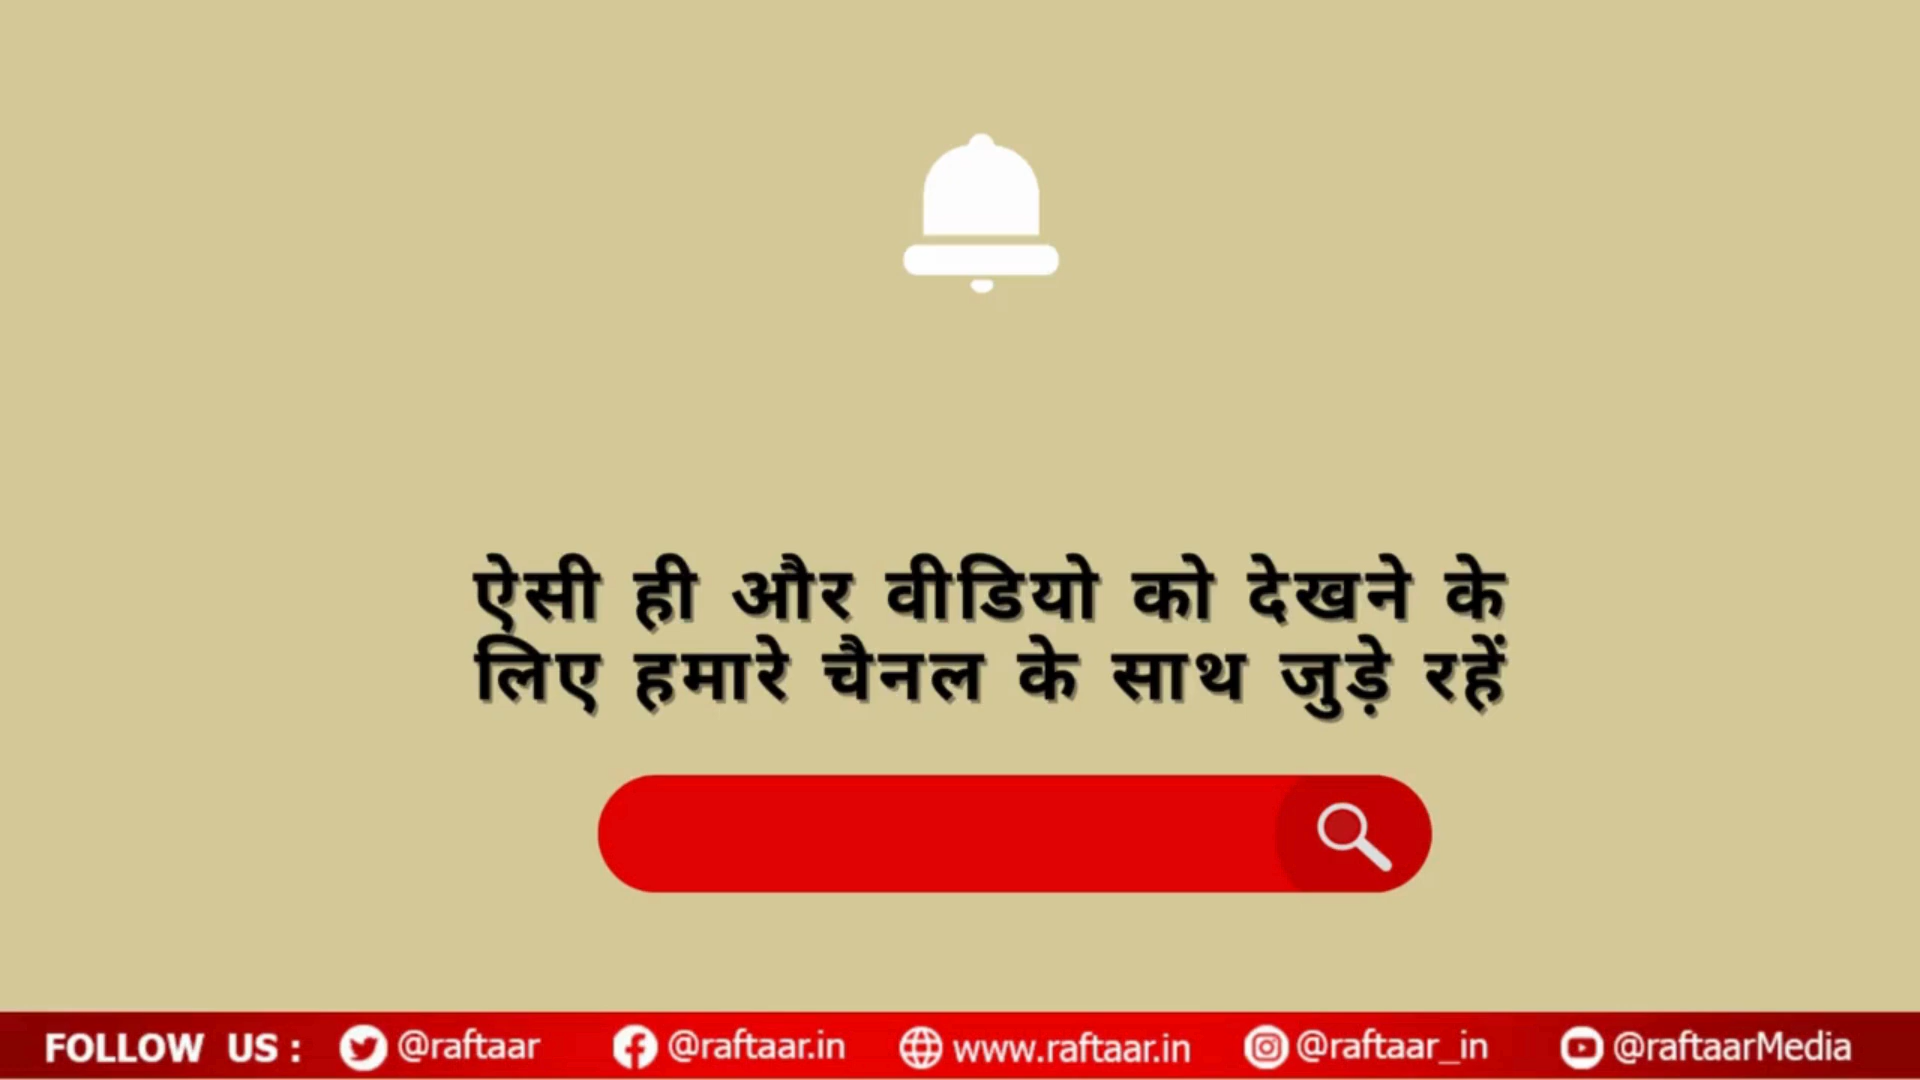 ऐसी ही और वीडियो को देखने के
लिए हमारे चैनल के साथ जुड़े रहें
FOLLOW US : @raftaar @raftaar.in www.raftaar.in @raftaar_in @raftaarMedia